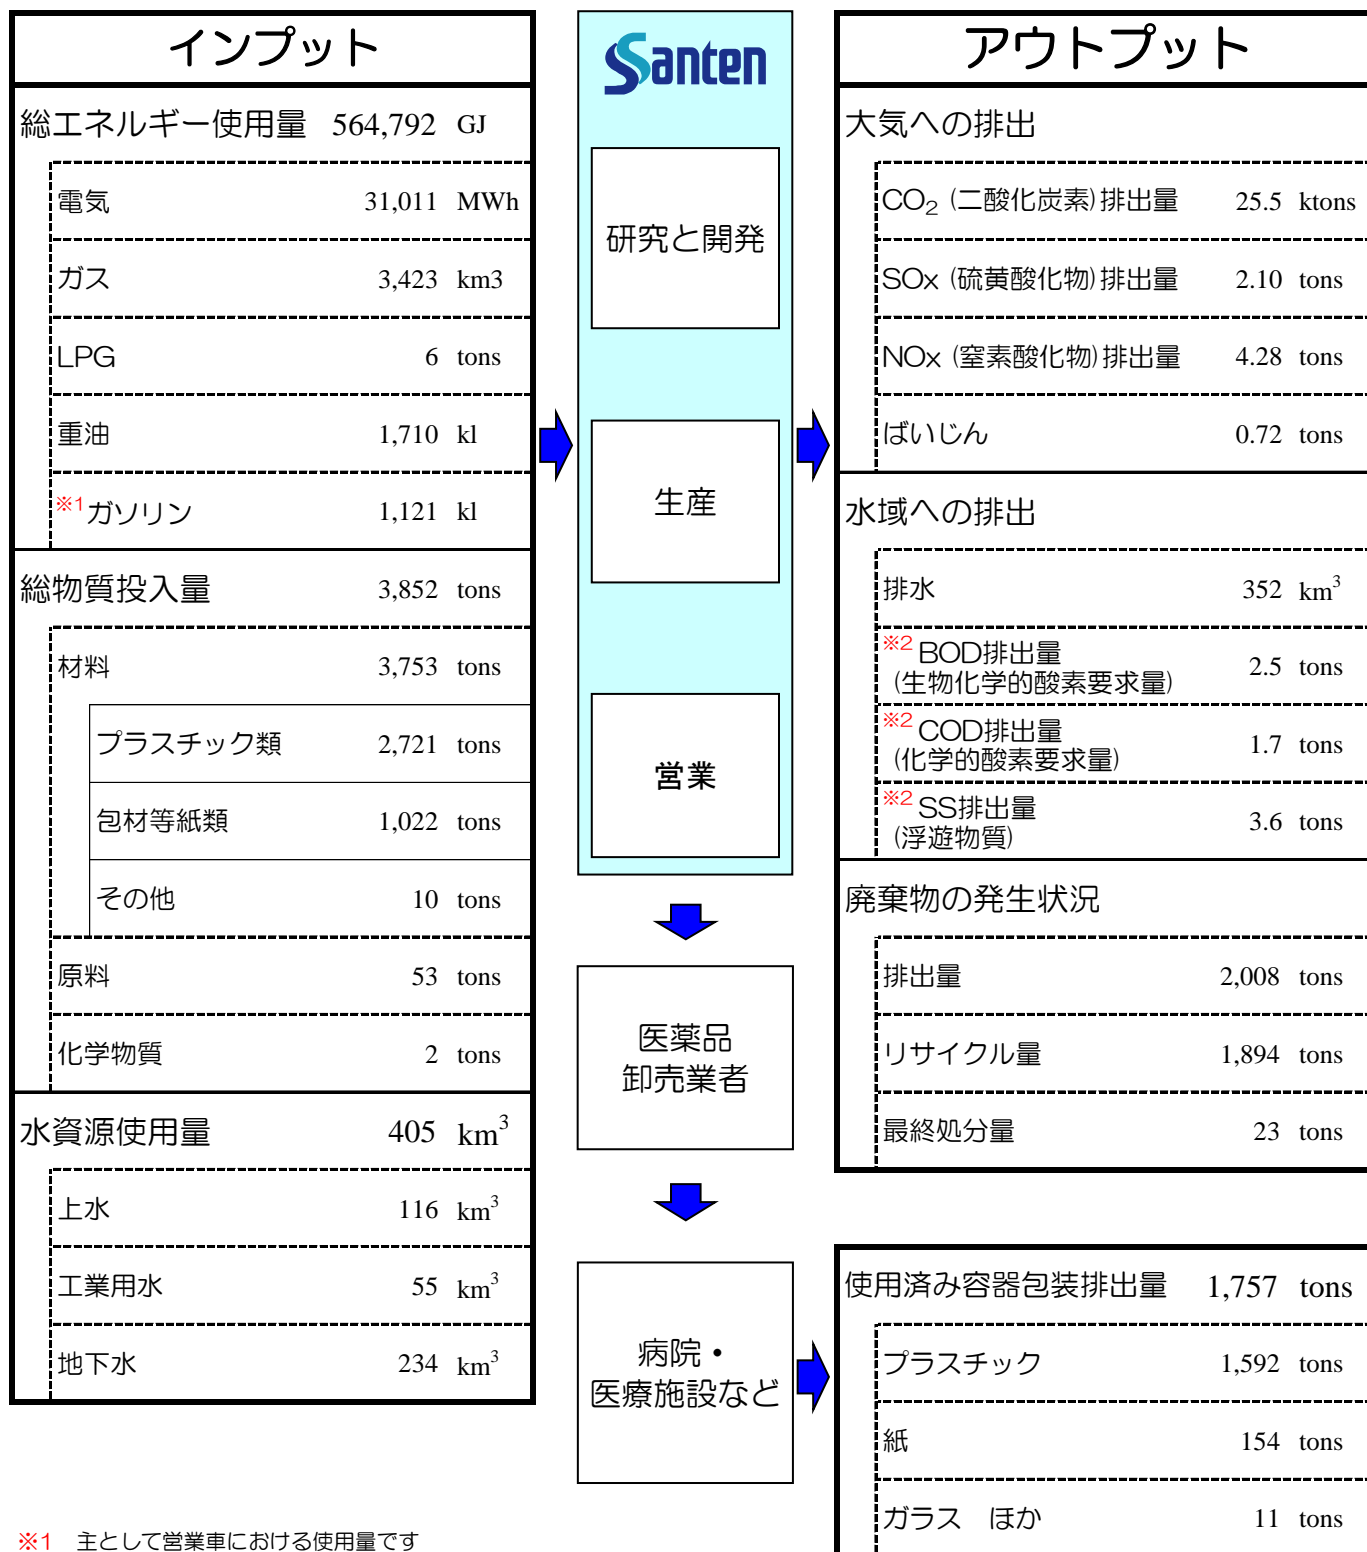 インプット
総エネルギー使用量 564,792 GJ
電気 31,011 MWh
ガス 3,423 km3
LPG 6 tons
重油 1,710 kl
※1ガソリン 1,121 kl
総物質投入量 3,852 tons
材料 3,753 tons
プラスチック類 2,721 tons
包材等紙類 1,022 tons
その他 10 tons
原料 53 tons
化学物質 2 tons
水資源使用量 405 km³
上水 116 km³
工業用水 55 km³
地下水 234 km³
※1 主として営業車における使用量です
Santen
研究と開発
生産
営業
医薬品
卸売業者
病院・
医療施設など
アウトプット
大気への排出
CO₂ (二酸化炭素)排出量 25.5 ktons
SOx (硫黄酸化物)排出量 2.10 tons
NOx (窒素酸化物)排出量 4.28 tons
ばいじん 0.72 tons
水域への排出
排水 352 km³
※2 BOD排出量
(生物化学的酸素要求量) 2.5 tons
※2 COD排出量
(化学的酸素要求量) 1.7 tons
※2 SS排出量
(浮遊物質) 3.6 tons
廃棄物の発生状況
排出量 2,008 tons
リサイクル量 1,894 tons
最終処分量 23 tons
使用済み容器包装排出量 1,757 tons
プラスチック 1,592 tons
紙 154 tons
ガラス ほか 11 tons